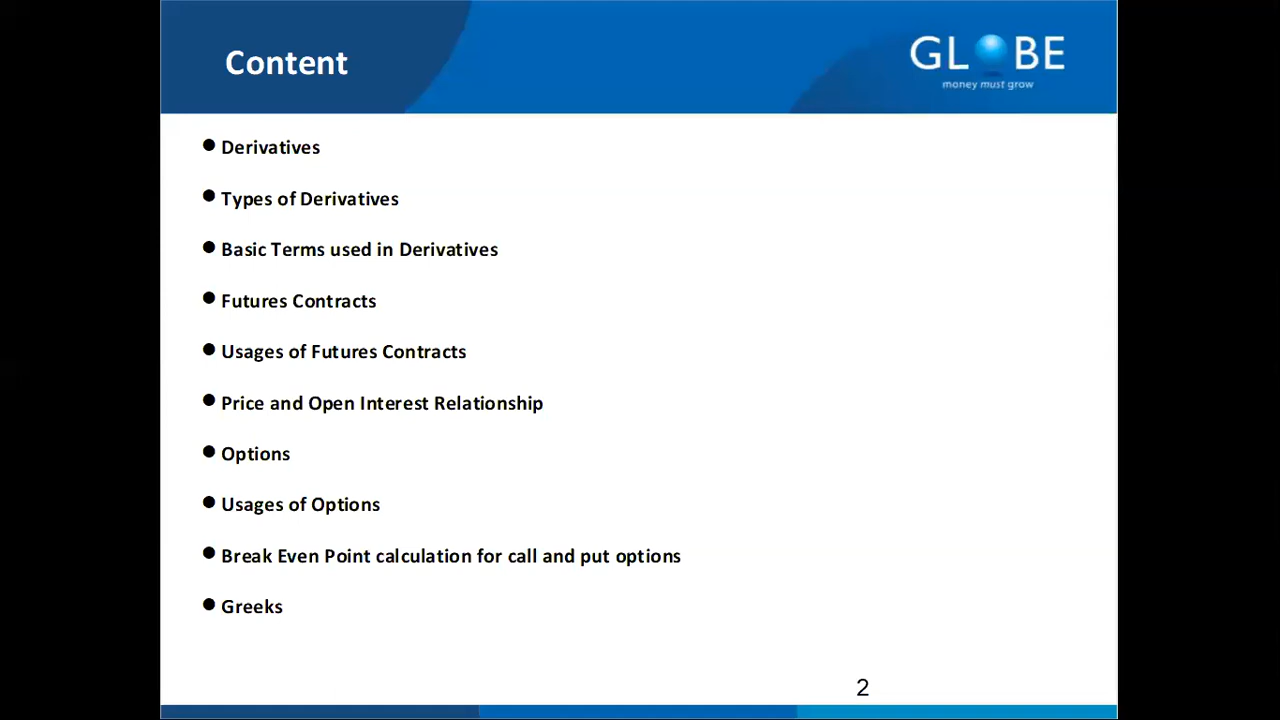 Content
GLOBE
money must grow
Derivatives
Types of Derivatives
Basic Terms used in Derivatives
Futures Contracts
Usages of Futures Contracts
Price and Open Interest Relationship
Options
Usages of Options
Break Even Point calculation for call and put options
Greeks
2